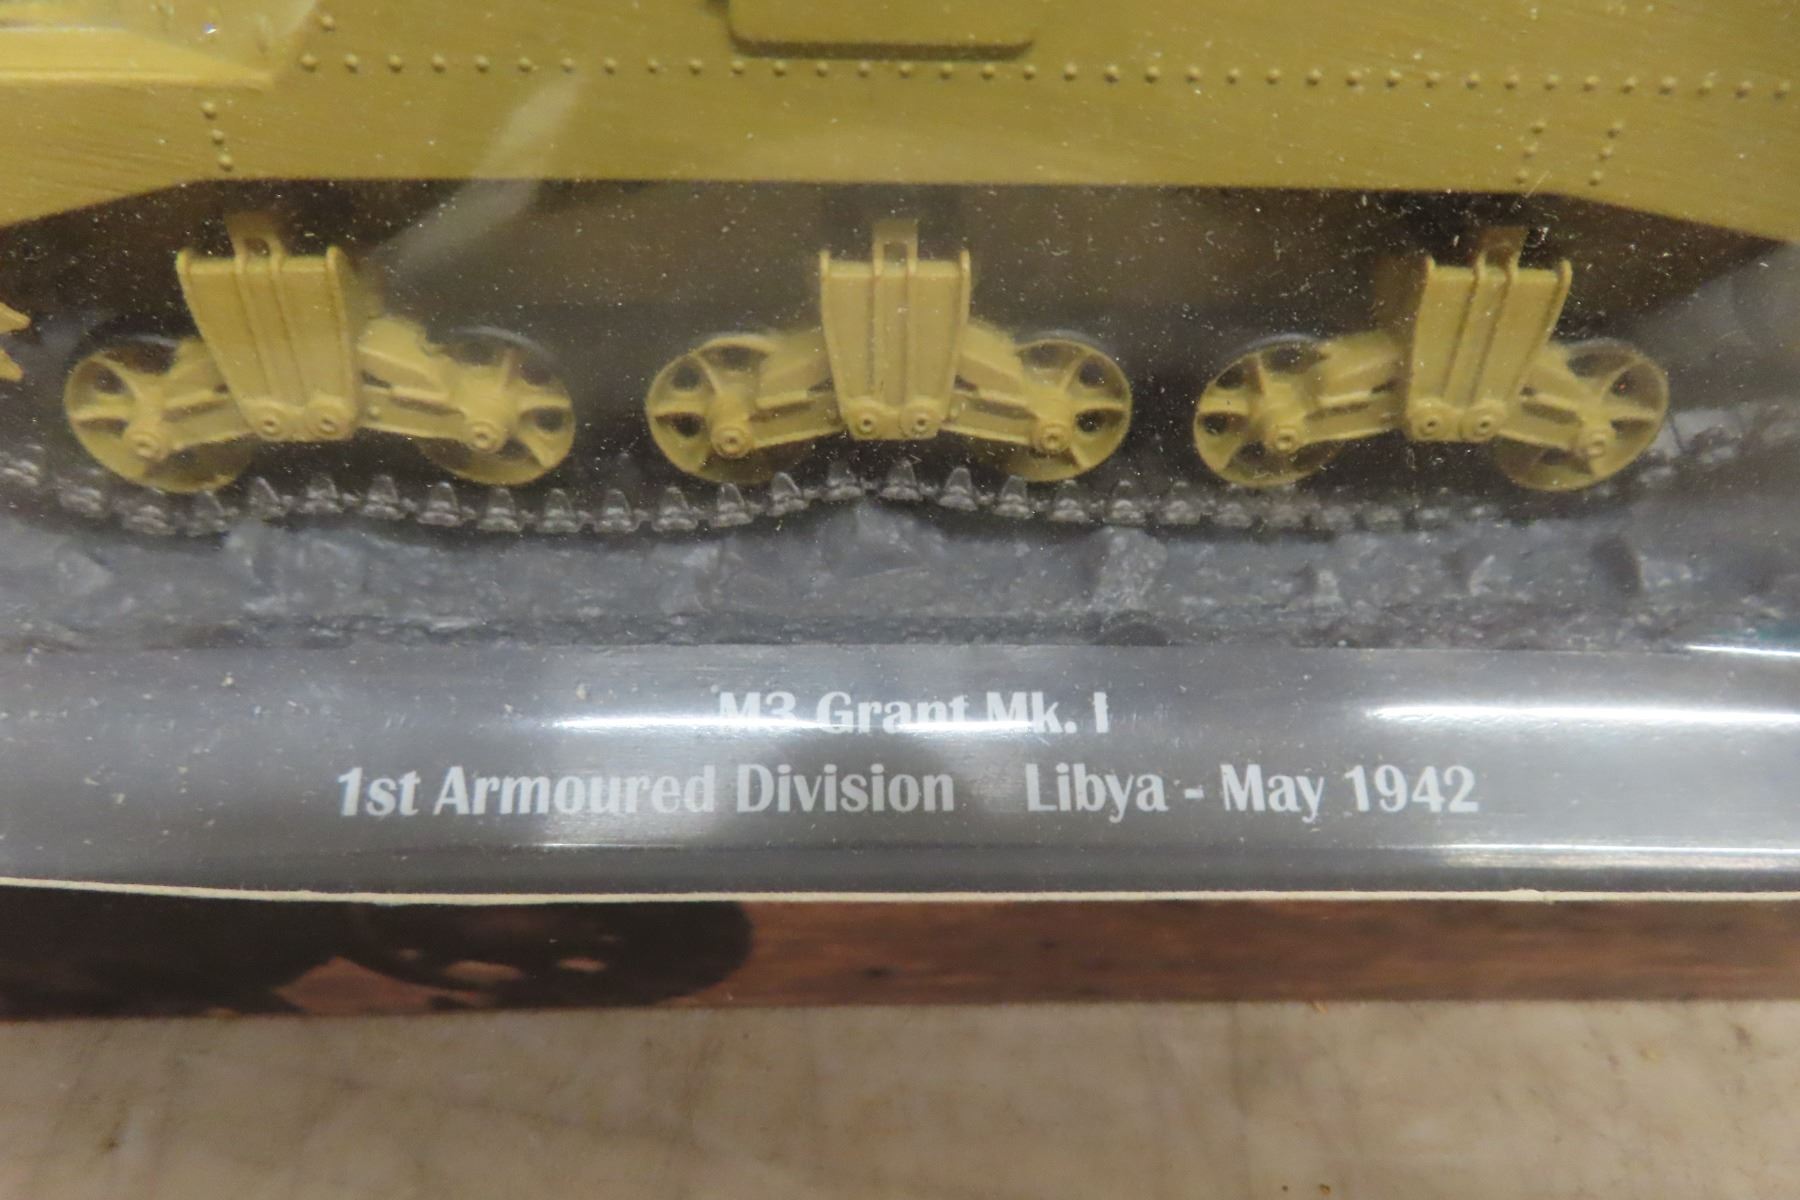 M3 Grant Mk. I
1st Armoured Division Libya - May 1942